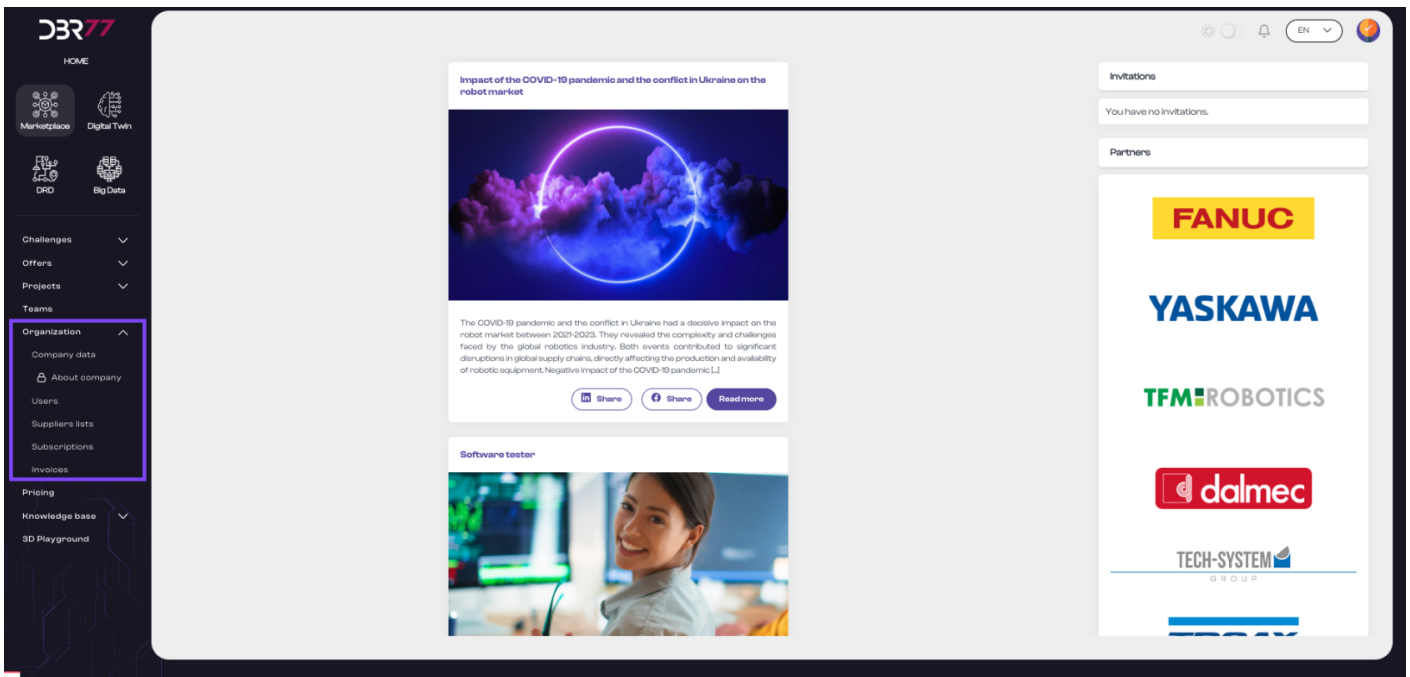 DBR77
HOME
Marketplace
Digital Twin
DRD
Big Data
Challenges
Offers
Projects
Teams
Organization
Company data
About company
Users
Suppliers lists
Subscriptions
Invoices
Pricing
Knowledge base
3D Playground
EN
Impact of the COVID-19 pandemic and the conflict in Ukraine on the
robot market
The COVID-19 pandemic and the conflict in Ukraine had a decisive impact on the
robot market between 2021-2023. They revealed the complexity and challenges
faced by the global robotics industry. Both events contributed to significant
disruptions in global supply chains, directly affecting the production and availability
of robotic equipment. Negative impact of the COVID-19 pandemic [...]
in Share
Share
Read more
Software tester
Invitations
You have no invitations.
Partners
FANUC
YASKAWA
TFM ROBOTICS
d dalmec
TECH-SYSTEM
GROUP